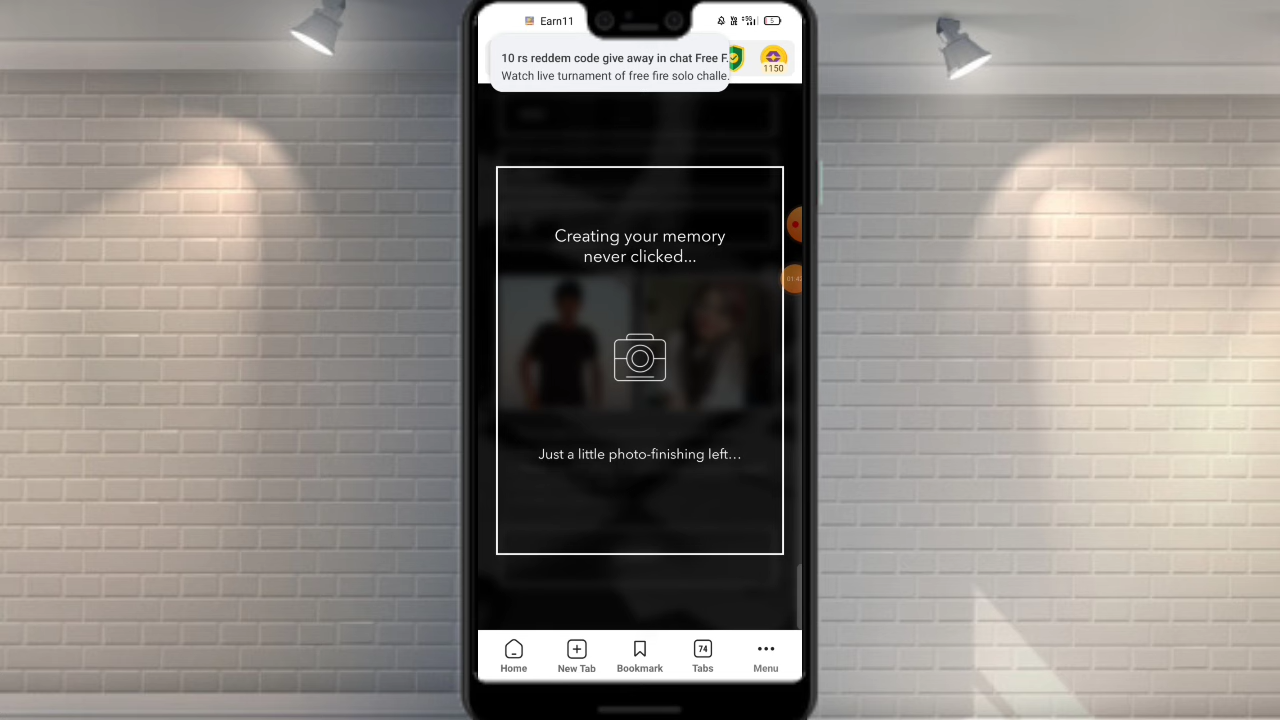 Earn11
5
10 rs reddem code give away in chat Free F.
Watch live turnament of free fire solo challe.
1150
Creating your memory
never clicked...
Just a little photo-finishing left...
Home
New Tab
Bookmark
74
Tabs
Menu